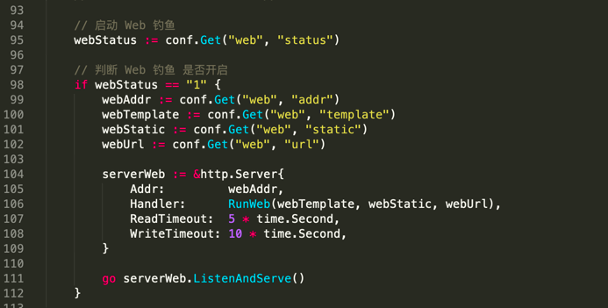 93
94 // 启动 Web 钓鱼
95 webStatus := conf.Get("web", "status")
96
97 // 判断 Web 钓鱼 是否开启
98 if webStatus == "1" {
99 webAddr := conf.Get("web", "addr")
100 webTemplate := conf.Get("web", "template")
101 webStatic := conf.Get("web", "static")
102 webUrl := conf.Get("web", "url")
103
104 serverWeb := &http.Server{
105 Addr: webAddr,
106 Handler: RunWeb(webTemplate, webStatic, webUrl),
107 ReadTimeout: 5 * time.Second,
108 WriteTimeout: 10 * time.Second,
109 }
110
111 go serverWeb.ListenAndServe()
112 }